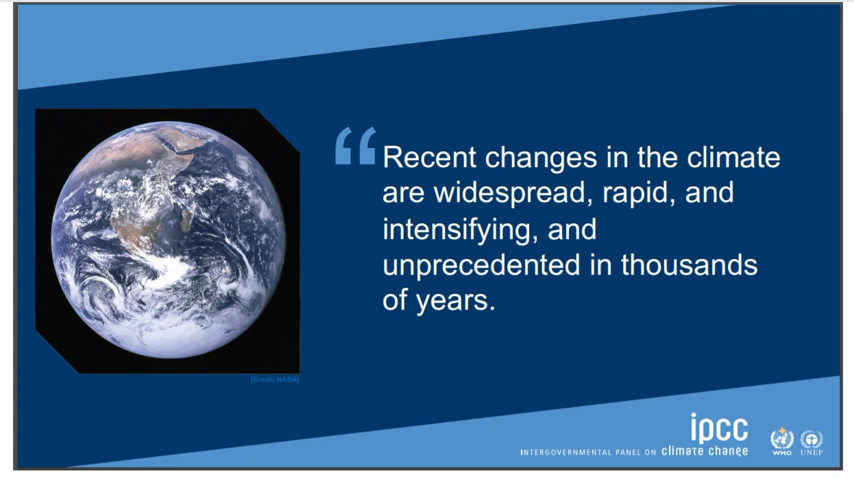 “ Recent changes in the climate
are widespread, rapid, and
intensifying, and
unprecedented in thousands
of years.
[Credit: NASA]
ipcc
INTERGOVERNMENTAL PANEL ON climate change
WMO
UNEP